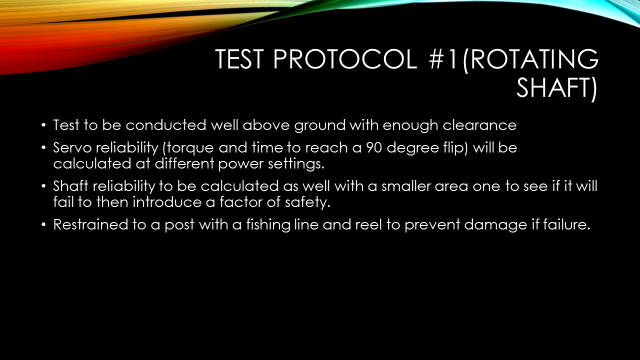 TEST PROTOCOL #1(ROTATING
SHAFT)
• Test to be conducted well above ground with enough clearance
• Servo reliability (torque and time to reach a 90 degree flip) will be
calculated at different power settings.
• Shaft reliability to be calculated as well with a smaller area one to see if it will
fail to then introduce a factor of safety.
• Restrained to a post with a fishing line and reel to prevent damage if failure.